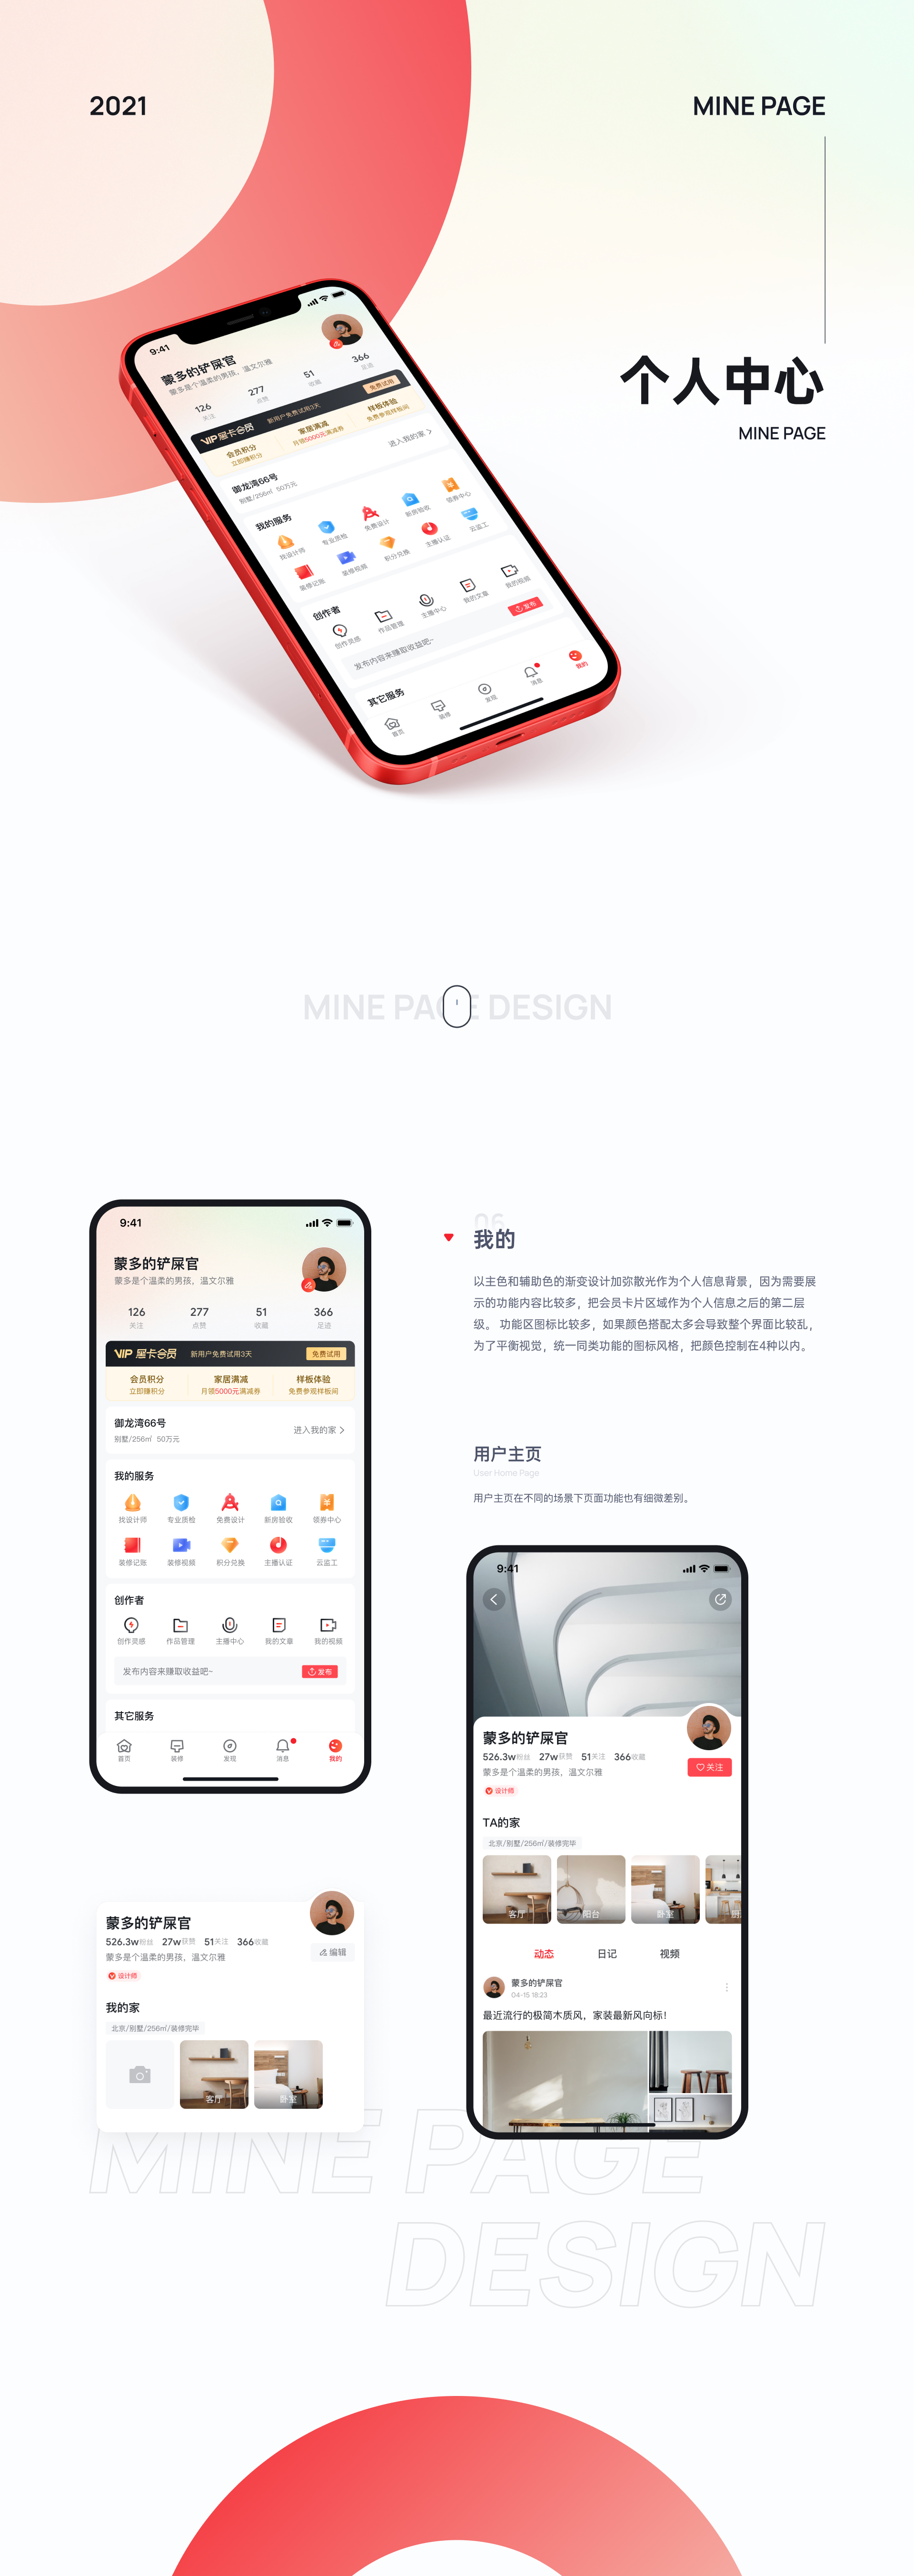 2021
MINE PAGE
个人中心
MINE PAGE
9:41
蒙多的铲屎官
蒙多是个温柔的男孩，温文尔雅
126
关注
277
点赞
51
收藏
366
足迹
VIP 屋卡会员 新用户免费试用3天 免费试用
会员积分
立即赚积分
家居满减
月领5000元满减券
样板体验
免费参观样板间
御龙湾66号
别墅/256㎡ 50万元
进入我的家
我的服务
找设计师
专业质检
免费设计
新房验收
领券中心
装修记账
装修视频
积分兑换
主播认证
云监工
创作者
创作灵感
作品管理
主播中心
我的文章
我的视频
发布内容来赚取收益吧~
发布
其它服务
首页
装修
发现
消息
我的
MINE PAGE DESIGN
9:41
蒙多的铲屎官
蒙多是个温柔的男孩，温文尔雅
126 277 51 366
关注 点赞 收藏 足迹
VIP 屋卡会员 新用户免费试用3天 免费试用
会员积分 家居满减 样板体验
立即赚积分 月领5000元满减券 免费参观样板间
御龙湾66号
别墅/256㎡ 50万元
进入我的家
我的服务
找设计师 专业质检 免费设计 新房验收 领券中心
装修记账 装修视频 积分兑换 主播认证 云监工
创作者
创作灵感 作品管理 主播中心 我的文章 我的视频
发布内容来赚取收益吧~ 发布
其它服务
首页 装修 发现 消息 我的
06
我的
以主色和辅助色的渐变设计加弥散光作为个人信息背景，因为需要展
示的功能内容比较多，把会员卡片区域作为个人信息之后的第二层
级。 功能区图标比较多，如果颜色搭配太多会导致整个界面比较乱，
为了平衡视觉，统一同类功能的图标风格，把颜色控制在4种以内。
用户主页
User Home Page
用户主页在不同的场景下页面功能也有细微差别。
9:41
蒙多的铲屎官
526.3w粉丝 27w获赞 51关注 366收藏
关注
蒙多是个温柔的男孩，温文尔雅
设计师
TA的家
北京/别墅/256㎡/装修完毕
客厅 阳台 卧室
动态 日记 视频
蒙多的铲屎官
04-15 18:23
最近流行的极简木质风，家装最新风向标！
蒙多的铲屎官
526.3w粉丝 27w获赞 51关注 366收藏
编辑
蒙多是个温柔的男孩，温文尔雅
设计师
我的家
北京/别墅/256㎡/装修完毕
客厅 卧室
MINE PAGE
DESIGN